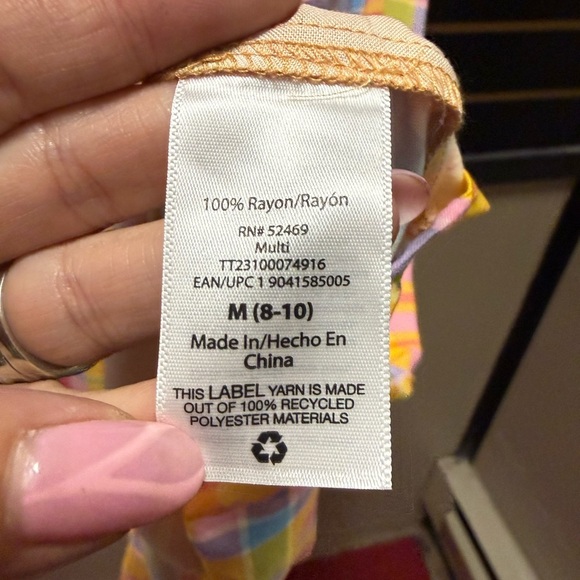 100% Rayon/Rayón
RN# 52469
Multi
TT23100074916
EAN/UPC 1 9041585005
M (8-10)
Made In/Hecho En
China
THIS LABEL YARN IS MADE
OUT OF 100% RECYCLED
POLYESTER MATERIALS